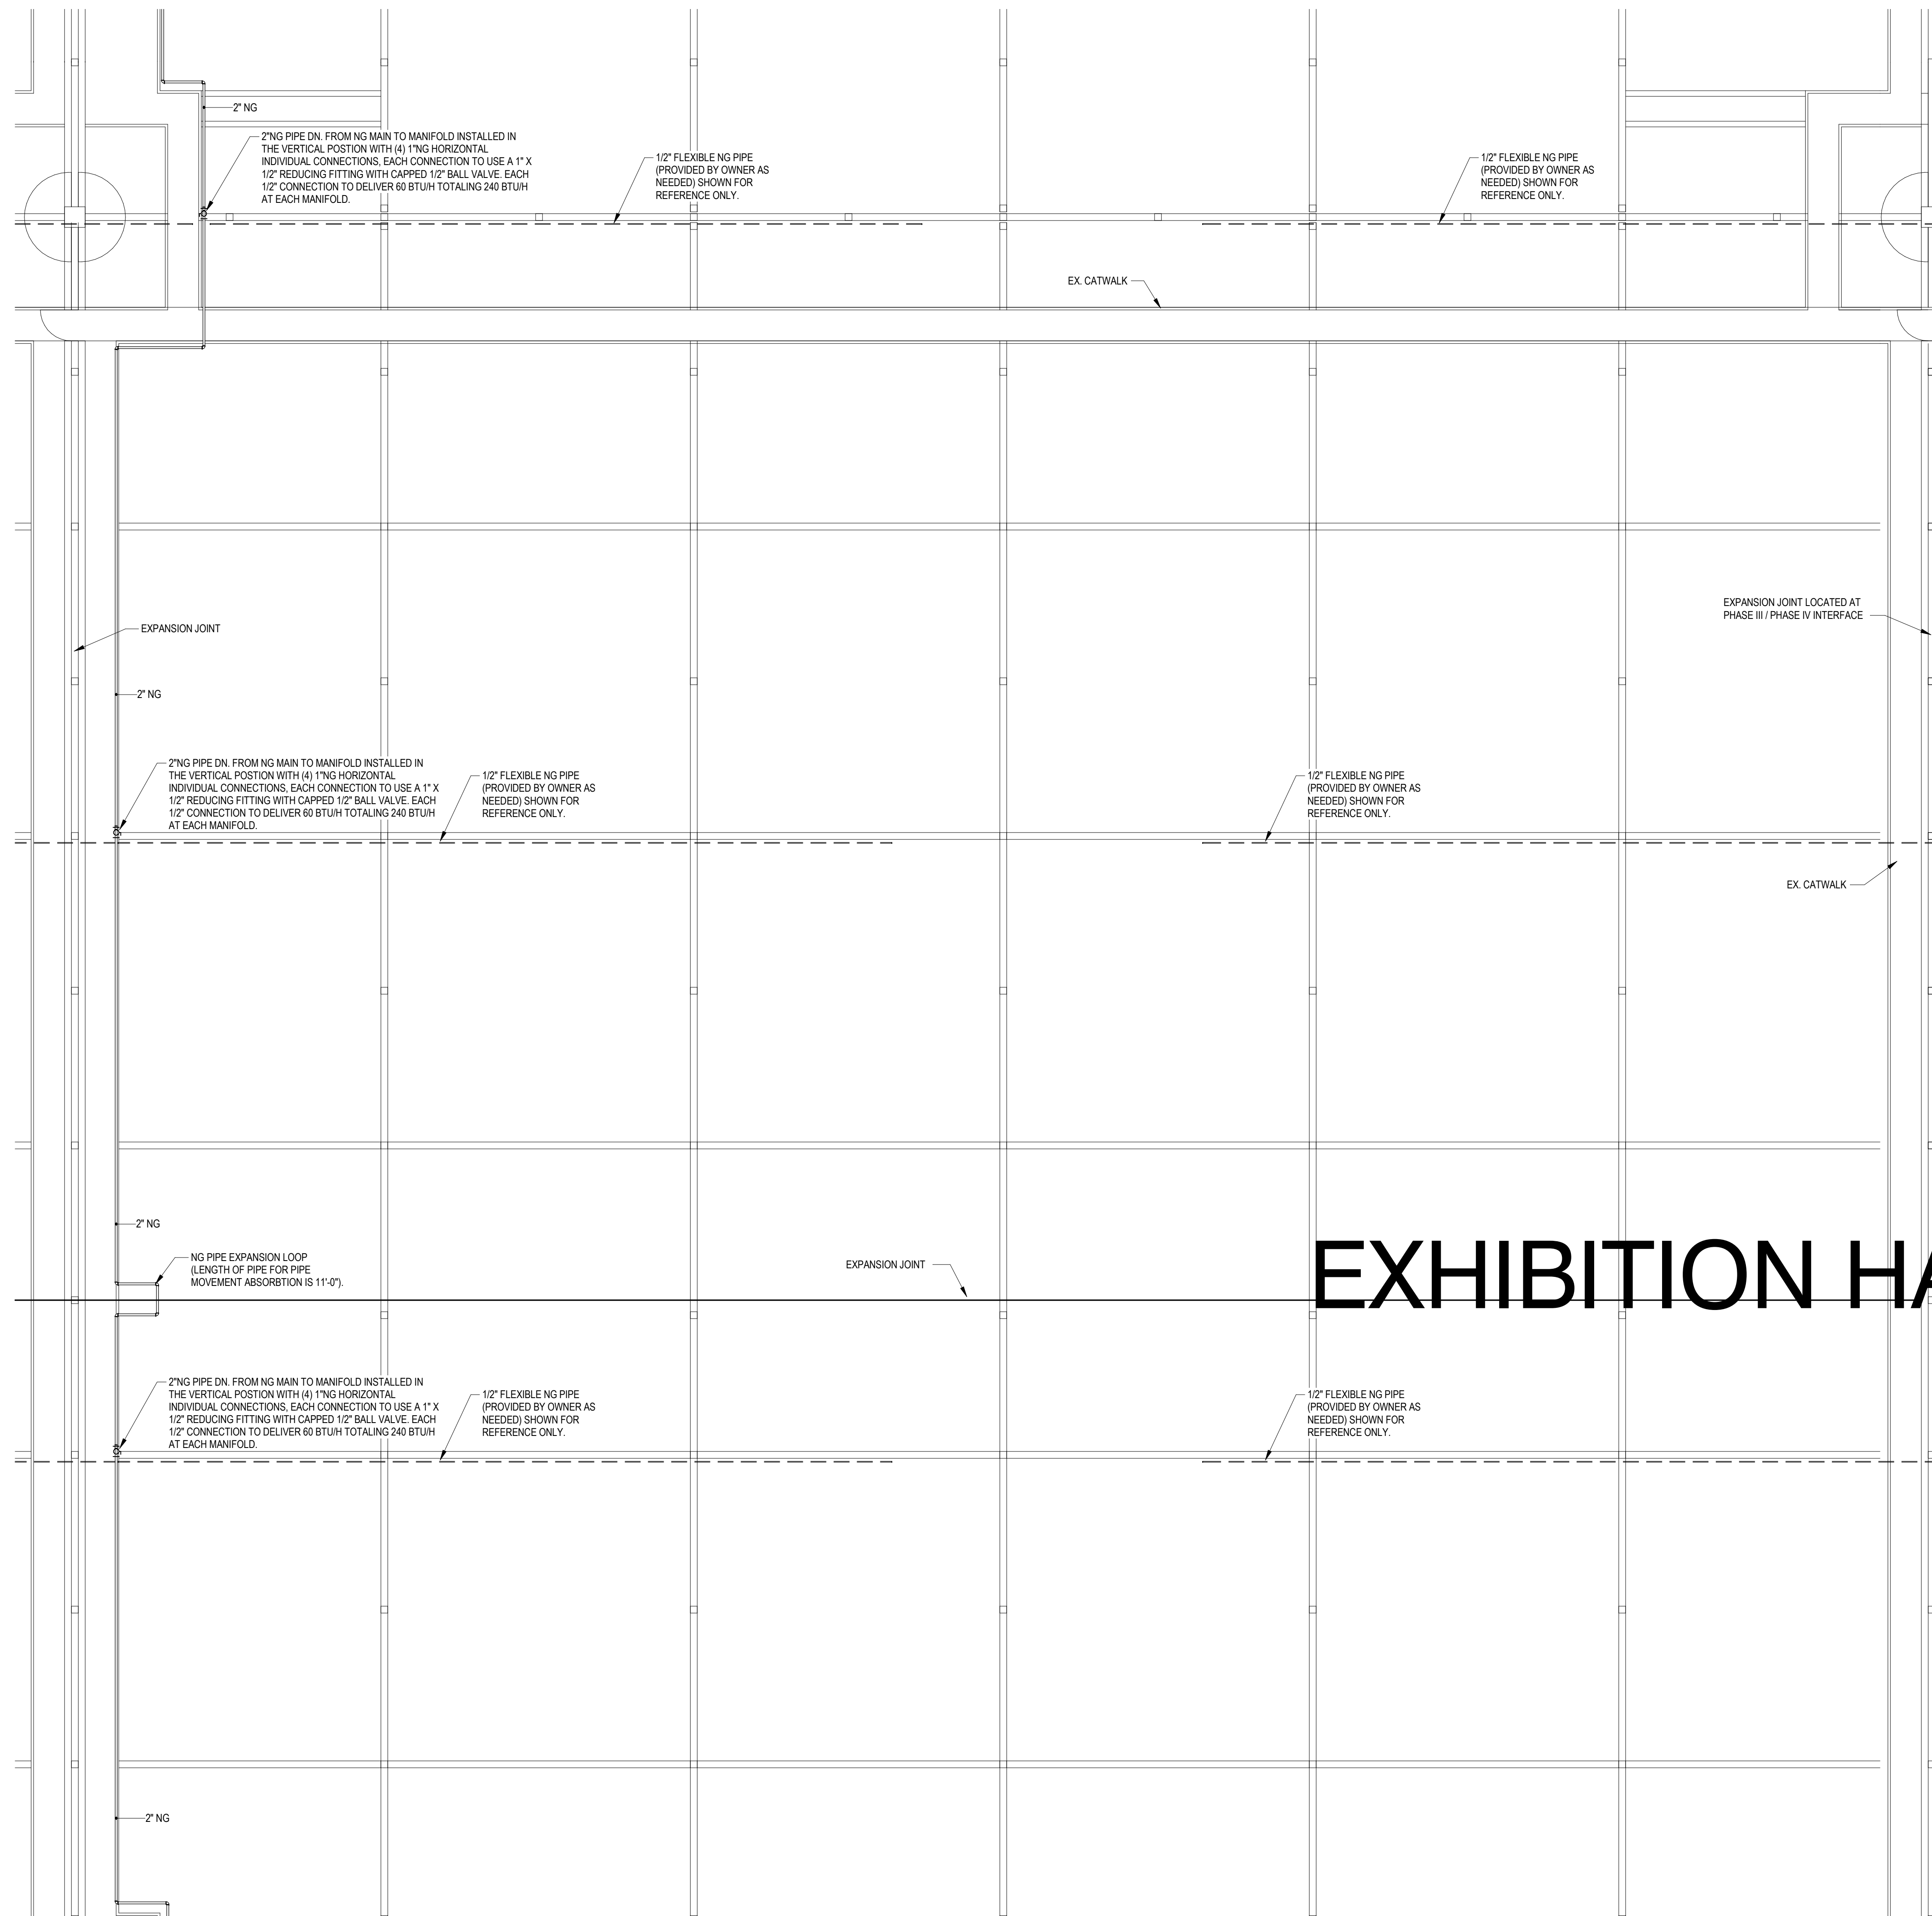 2" NG
2"NG PIPE DN. FROM NG MAIN TO MANIFOLD INSTALLED IN
THE VERTICAL POSTION WITH (4) 1"NG HORIZONTAL
INDIVIDUAL CONNECTIONS, EACH CONNECTION TO USE A 1" X
1/2" REDUCING FITTING WITH CAPPED 1/2" BALL VALVE. EACH
1/2" CONNECTION TO DELIVER 60 BTU/H TOTALING 240 BTU/H
AT EACH MANIFOLD.
1/2" FLEXIBLE NG PIPE
(PROVIDED BY OWNER AS
NEEDED) SHOWN FOR
REFERENCE ONLY.
1/2" FLEXIBLE NG PIPE
(PROVIDED BY OWNER AS
NEEDED) SHOWN FOR
REFERENCE ONLY.
EX. CATWALK
EXPANSION JOINT LOCATED AT
PHASE III / PHASE IV INTERFACE
EXPANSION JOINT
2" NG
2"NG PIPE DN. FROM NG MAIN TO MANIFOLD INSTALLED IN
THE VERTICAL POSTION WITH (4) 1"NG HORIZONTAL
INDIVIDUAL CONNECTIONS, EACH CONNECTION TO USE A 1" X
1/2" REDUCING FITTING WITH CAPPED 1/2" BALL VALVE. EACH
1/2" CONNECTION TO DELIVER 60 BTU/H TOTALING 240 BTU/H
AT EACH MANIFOLD.
1/2" FLEXIBLE NG PIPE
(PROVIDED BY OWNER AS
NEEDED) SHOWN FOR
REFERENCE ONLY.
1/2" FLEXIBLE NG PIPE
(PROVIDED BY OWNER AS
NEEDED) SHOWN FOR
REFERENCE ONLY.
EX. CATWALK
2" NG
NG PIPE EXPANSION LOOP
(LENGTH OF PIPE FOR PIPE
MOVEMENT ABSORBTION IS 11'-0").
EXPANSION JOINT
EXHIBITION HA
2"NG PIPE DN. FROM NG MAIN TO MANIFOLD INSTALLED IN
THE VERTICAL POSTION WITH (4) 1"NG HORIZONTAL
INDIVIDUAL CONNECTIONS, EACH CONNECTION TO USE A 1" X
1/2" REDUCING FITTING WITH CAPPED 1/2" BALL VALVE. EACH
1/2" CONNECTION TO DELIVER 60 BTU/H TOTALING 240 BTU/H
AT EACH MANIFOLD.
1/2" FLEXIBLE NG PIPE
(PROVIDED BY OWNER AS
NEEDED) SHOWN FOR
REFERENCE ONLY.
1/2" FLEXIBLE NG PIPE
(PROVIDED BY OWNER AS
NEEDED) SHOWN FOR
REFERENCE ONLY.
2" NG